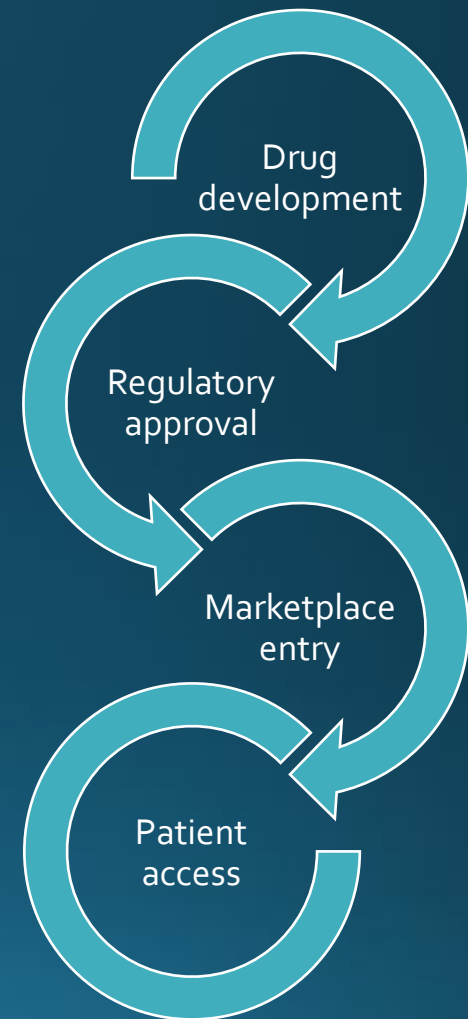 Drug
development
Regulatory
approval
Marketplace
entry
Patient
access